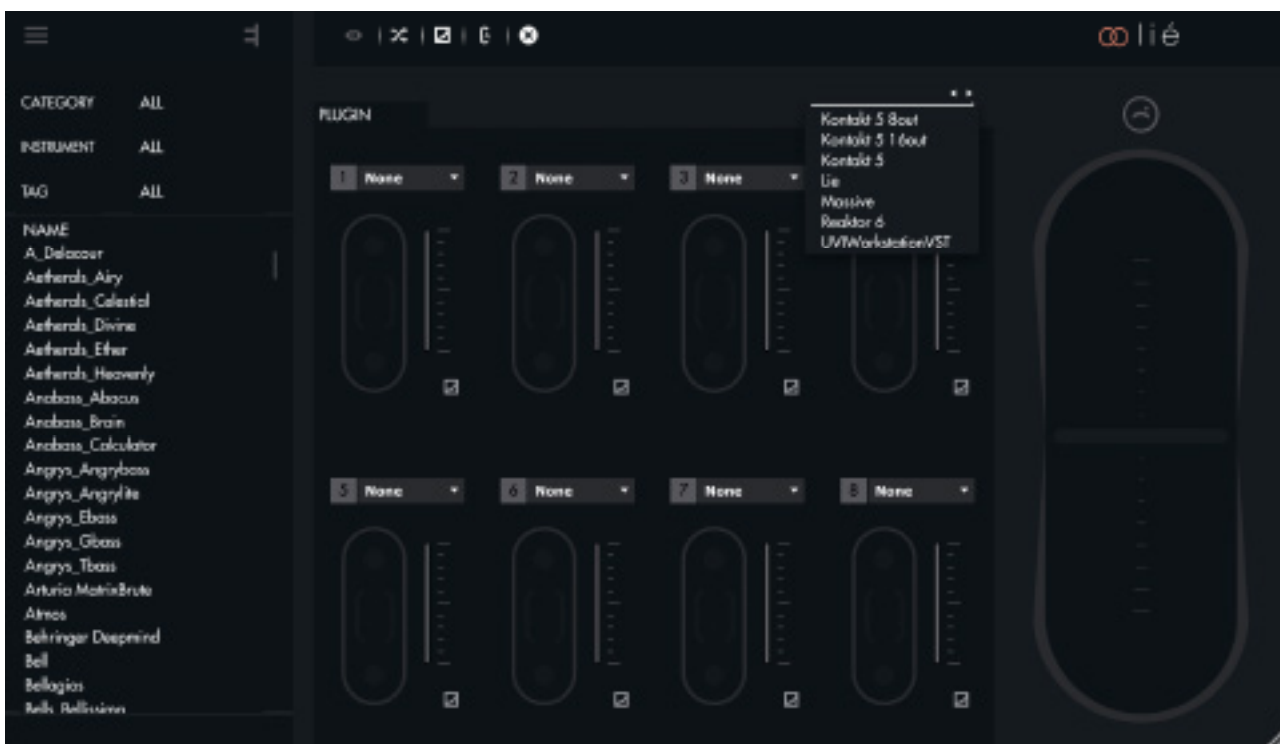 lié
CATEGORY ALL
INSTRUMENT ALL
TAG ALL
NAME
A_Delacour
Aetherals_Airy
Aetherals_Celestial
Aetherals_Divine
Aetherals_Ether
Aetherals_Heavenly
Anabass_Abacus
Anabass_Brain
Anabass_Calculator
Angrys_Angrybass
Angrys_Angrylite
Angrys_Ebass
Angrys_Gbass
Angrys_Tbass
Arturia MatrixBrute
Atmos
Behringer Deepmind
Bell
Bellagios
Bells_Bellissima
PLUGIN
1 None
2 None
3 None
Kontakt 5 8out
Kontakt 5 16out
Kontakt 5
Lie
Massive
Reaktor 6
UVIWorkstationVST
5 None
6 None
7 None
8 None